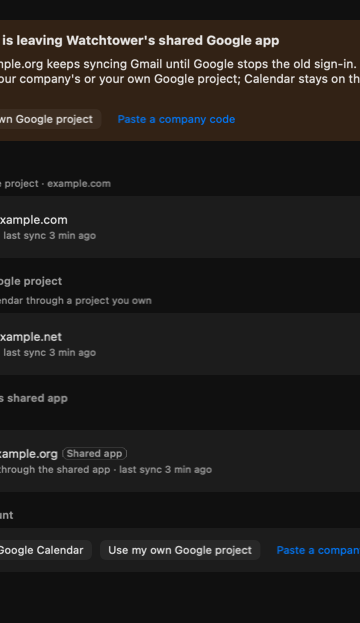 is leaving Watchtower's shared Google app
mple.org keeps syncing Gmail until Google stops the old sign-in.
our company's or your own Google project; Calendar stays on th
wn Google project Paste a company code
e project · example.com
xample.com
last sync 3 min ago
ogle project
endar through a project you own
xample.net
last sync 3 min ago
s shared app
xample.org Shared app
through the shared app · last sync 3 min ago
unt
Google Calendar Use my own Google project Paste a compan